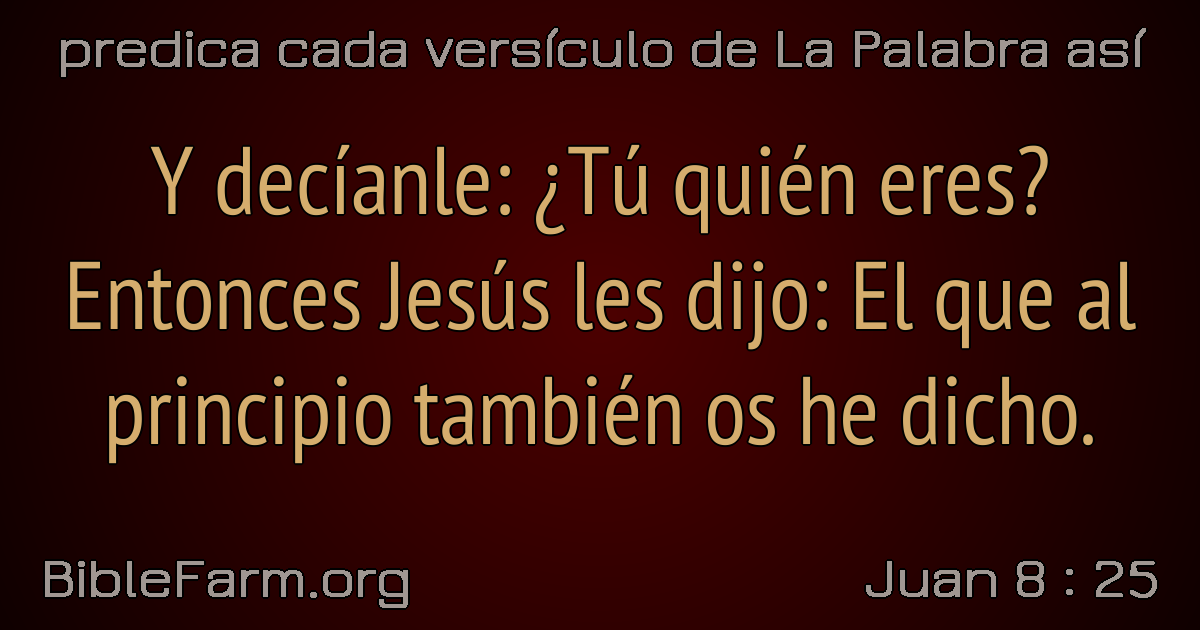 predica cada versículo de La Palabra así
Y decíanle: ¿Tú quién eres?
Entonces Jesús les dijo: El que al
principio también os he dicho.
BibleFarm.org
Juan 8 : 25